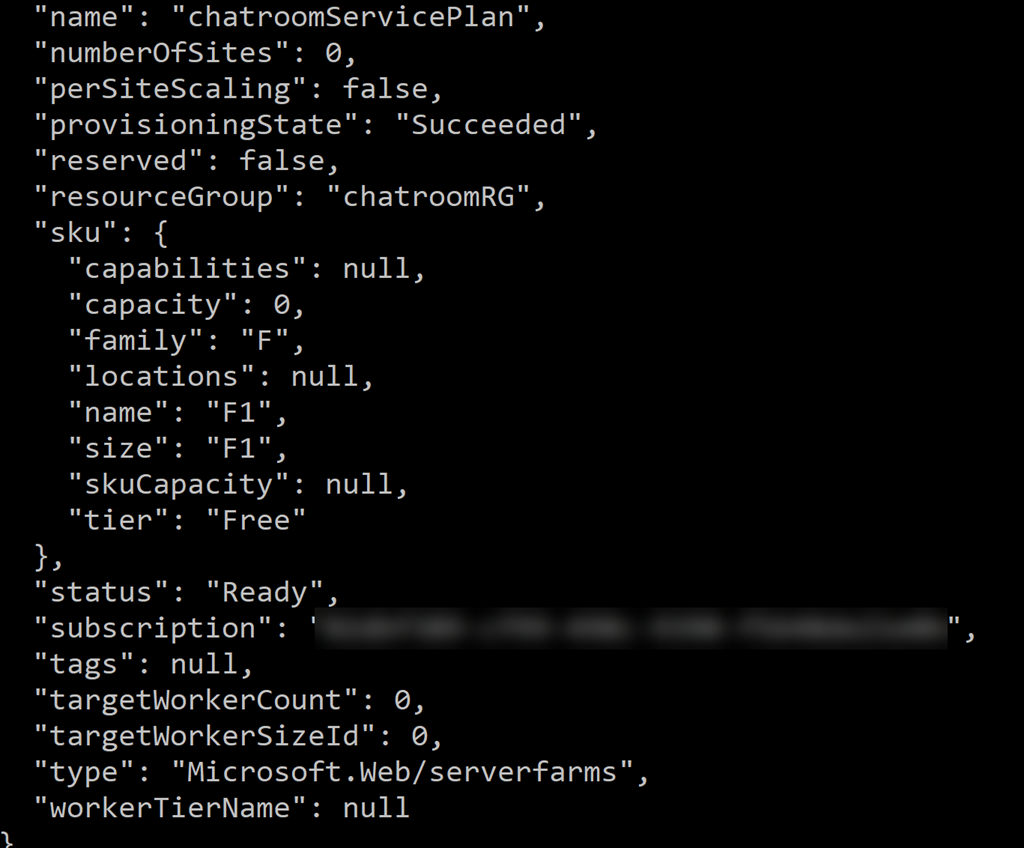 "name": "chatroomServicePlan",
"numberOfSites": 0,
"perSiteScaling": false,
"provisioningState": "Succeeded",
"reserved": false,
"resourceGroup": "chatroomRG",
"sku": {
"capabilities": null,
"capacity": 0,
"family": "F",
"locations": null,
"name": "F1",
"size": "F1",
"skuCapacity": null,
"tier": "Free"
},
"status": "Ready",
"subscription": "",
"tags": null,
"targetWorkerCount": 0,
"targetWorkerSizeId": 0,
"type": "Microsoft.Web/serverfarms",
"workerTierName": null
}